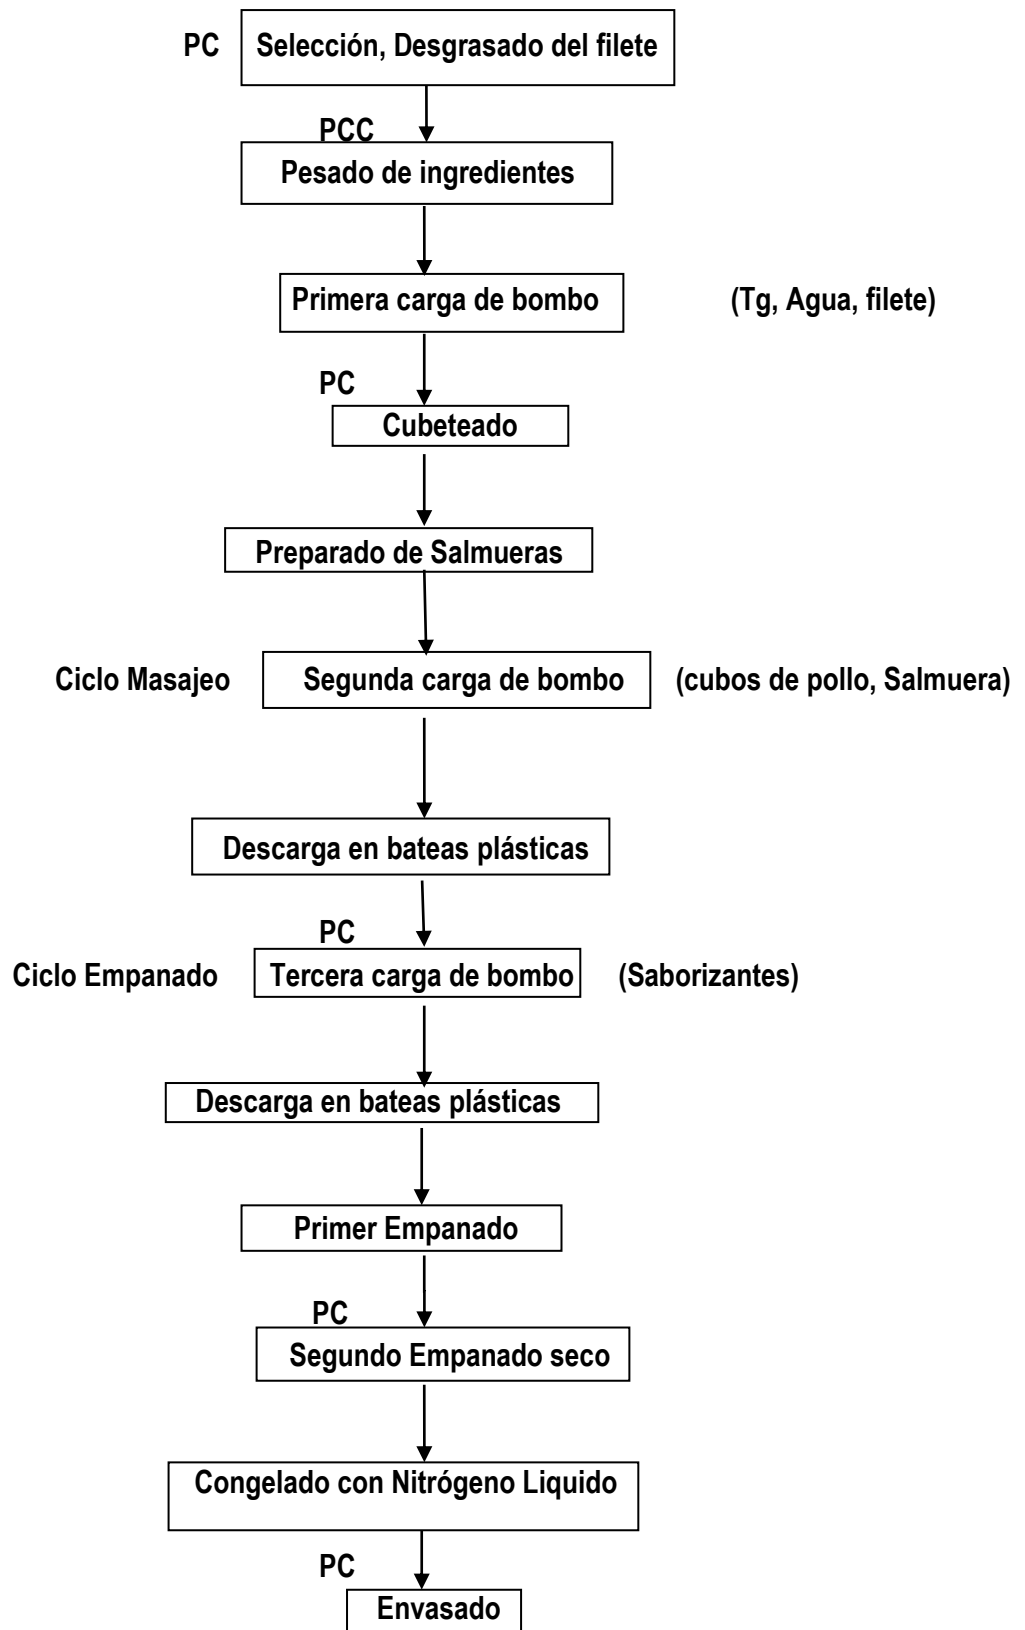 PC
Selección, Desgrasado del filete
PCC
Pesado de ingredientes
Primera carga de bombo
(Tg, Agua, filete)
PC
Cubeteado
Preparado de Salmueras
Ciclo Masajeo
Segunda carga de bombo
(cubos de pollo, Salmuera)
Descarga en bateas plásticas
PC
Ciclo Empanado
Tercera carga de bombo
(Saborizantes)
Descarga en bateas plásticas
Primer Empanado
PC
Segundo Empanado seco
Congelado con Nitrógeno Liquido
PC
Envasado